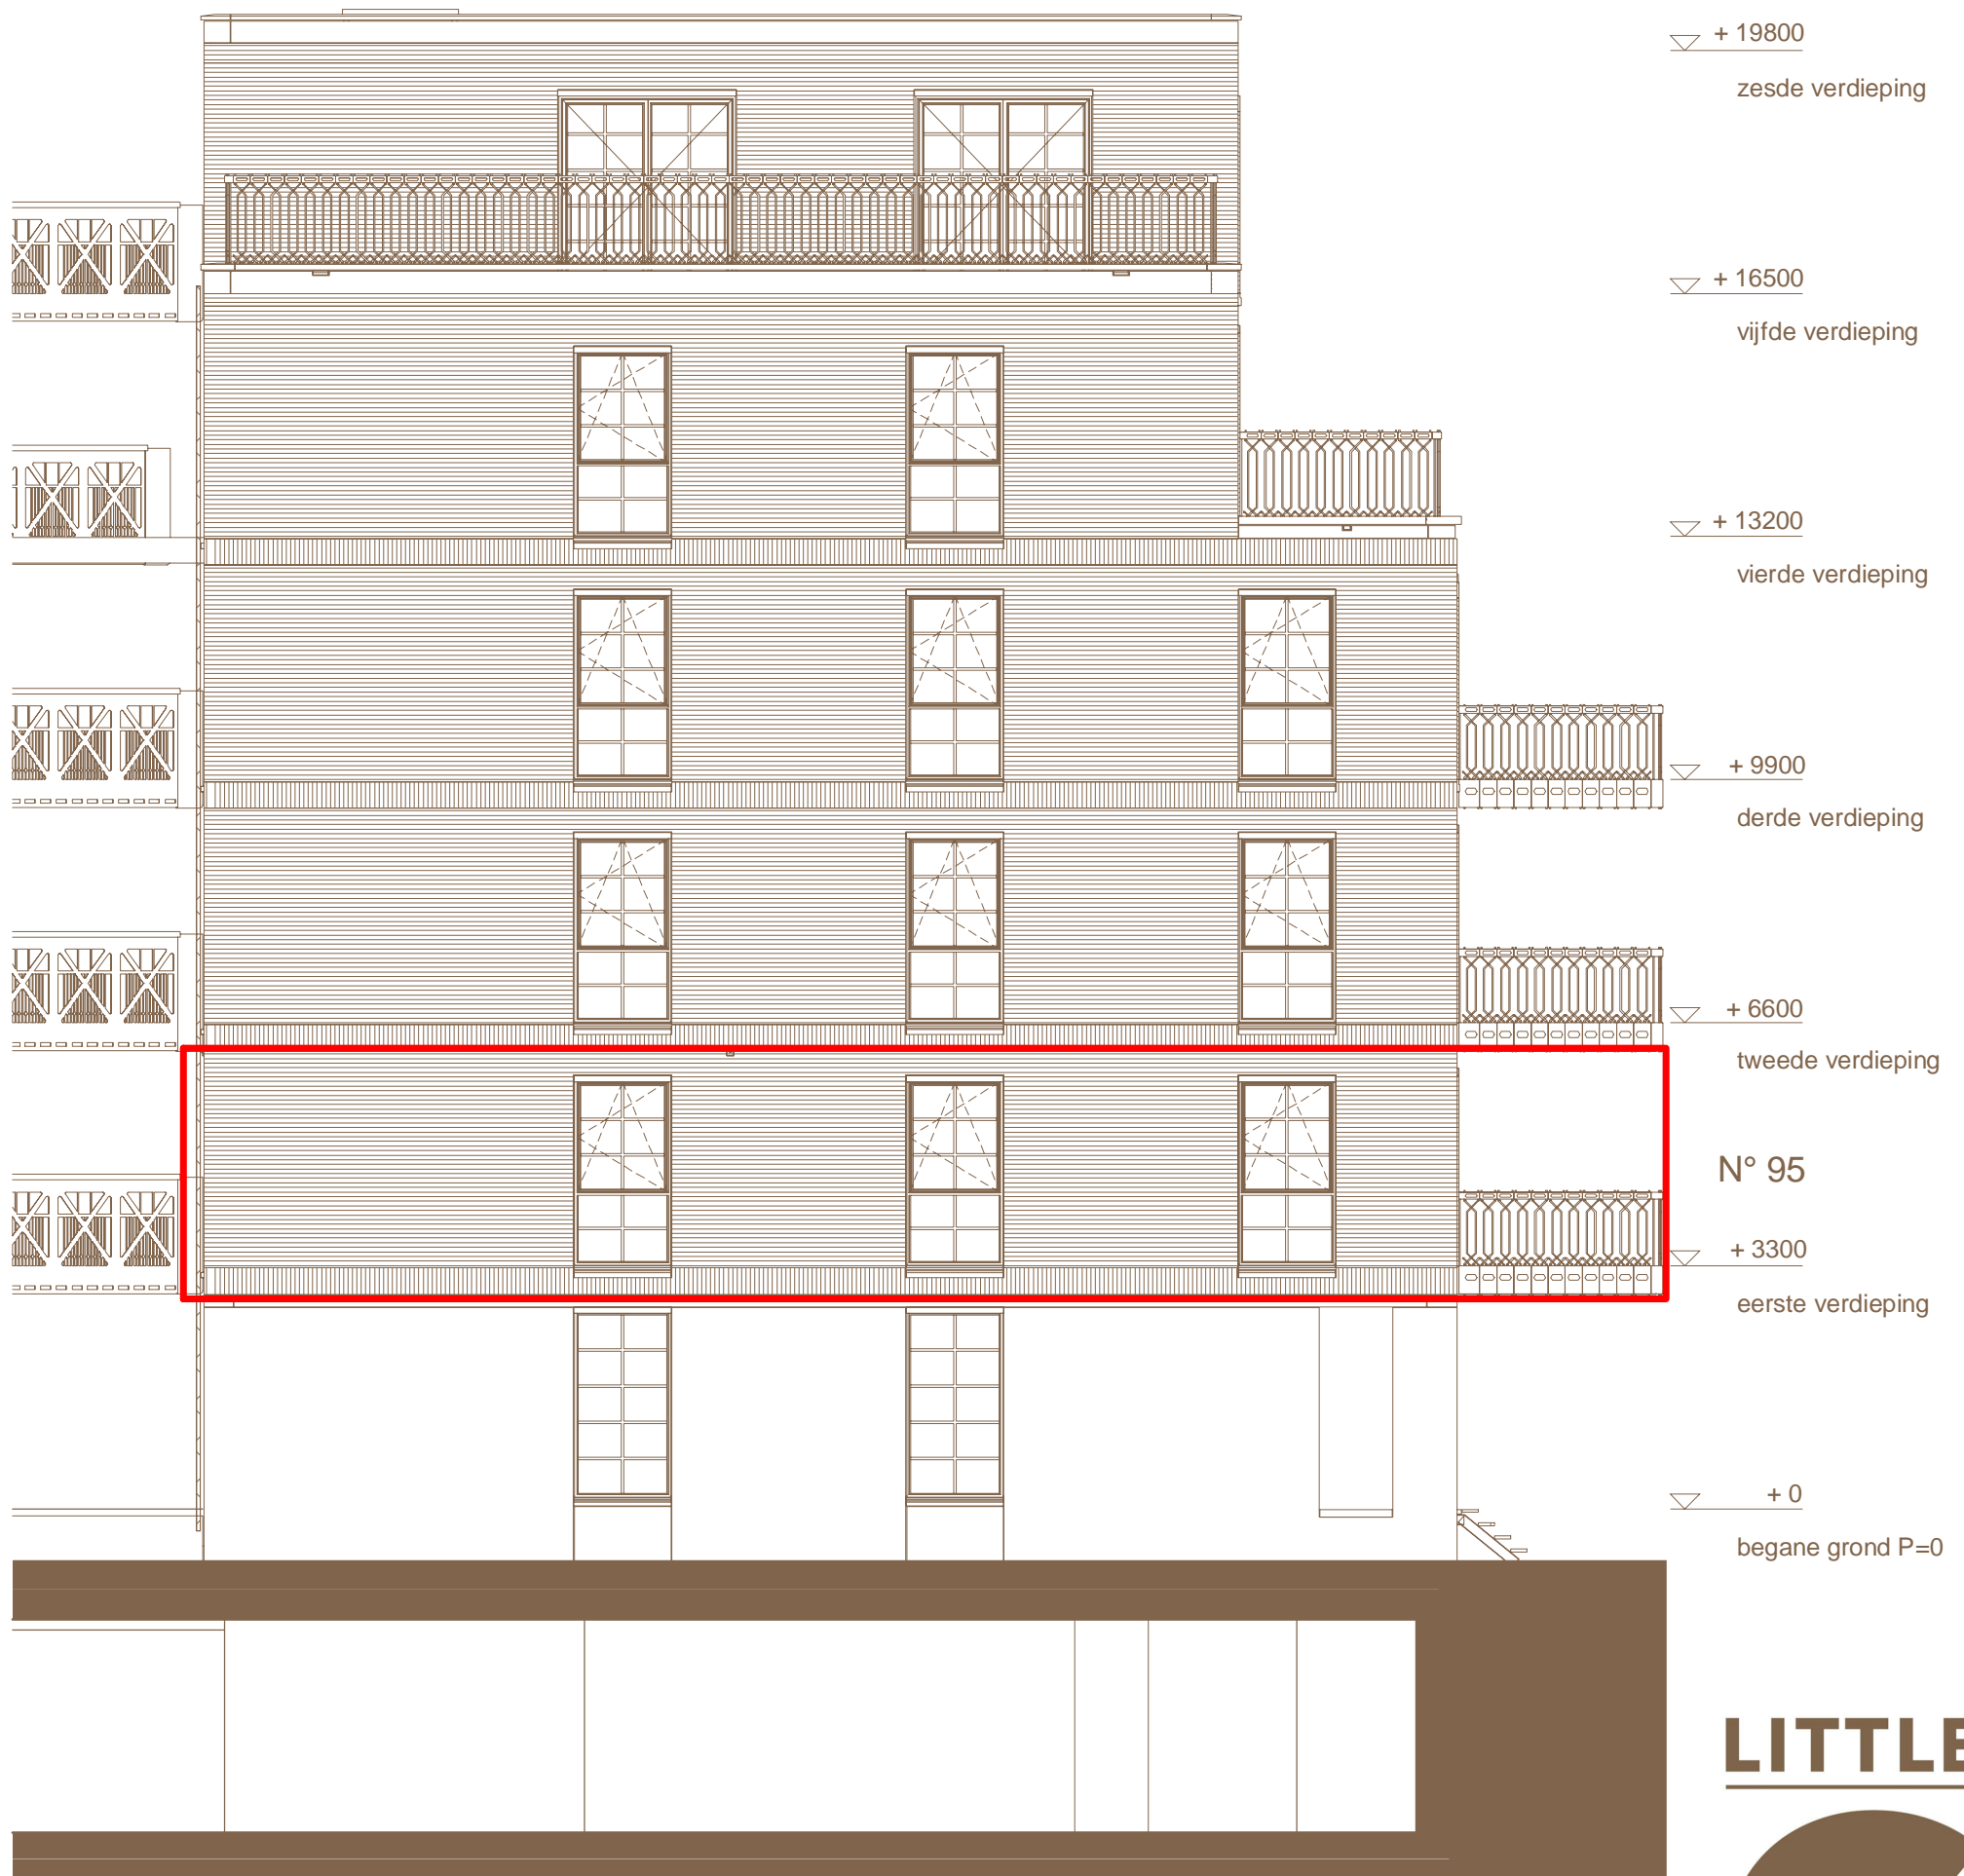 + 19800
zesde verdieping
+ 16500
vijfde verdieping
+ 13200
vierde verdieping
+ 9900
derde verdieping
+ 6600
tweede verdieping
N° 95
+ 3300
eerste verdieping
+ 0
begane grond P=0
LITTLE